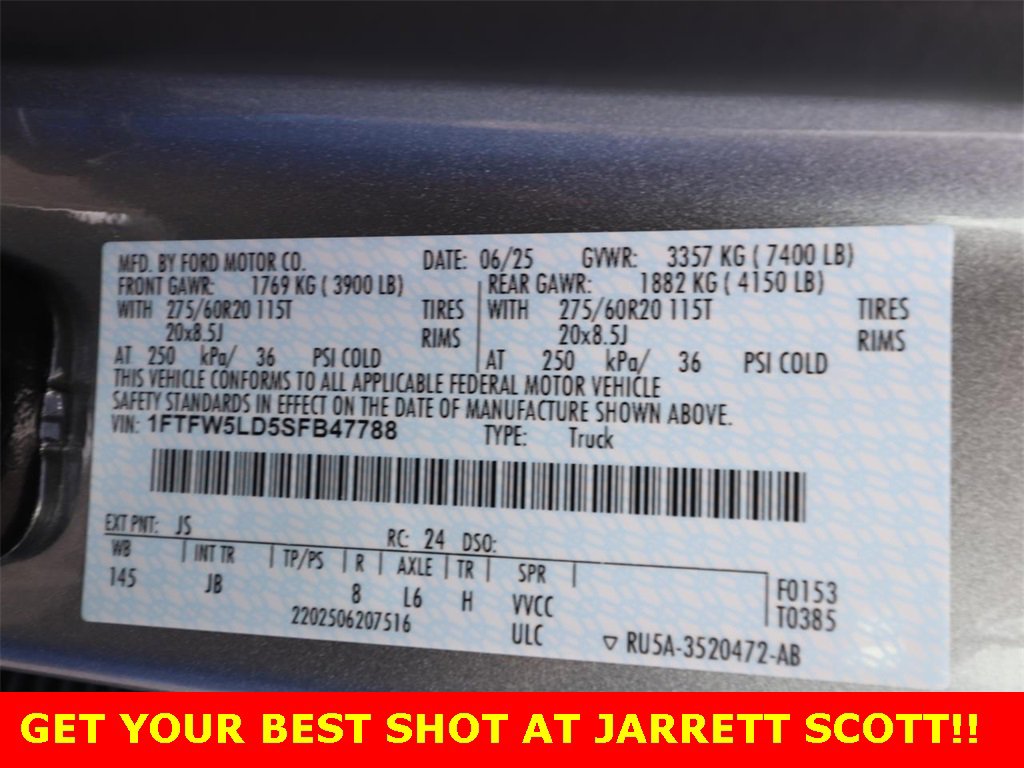 MFD. BY FORD MOTOR CO. DATE: 06/25 GVWR: 3357 KG ( 7400 LB)
FRONT GAWR: 1769 KG ( 3900 LB) REAR GAWR: 1882 KG ( 4150 LB)
WITH 275/60R20 115T TIRES WITH 275/60R20 115T TIRES
20x8.5J RIMS 20x8.5J RIMS
AT 250 kPa/ 36 PSI COLD AT 250 kPa/ 36 PSI COLD
THIS VEHICLE CONFORMS TO ALL APPLICABLE FEDERAL MOTOR VEHICLE
SAFETY STANDARDS IN EFFECT ON THE DATE OF MANUFACTURE SHOWN ABOVE.
VIN: 1FTFW5LD5SFB47788 TYPE: Truck
EXT PNT: JS RC: 24 DSO:
WB INT TR TP/PS R AXLE TR SPR
145 JB 8 L6 H VVCC F0153
2202506207516 ULC T0385
▽ RU5A-3520472-AB
GET YOUR BEST SHOT AT JARRETT SCOTT!!